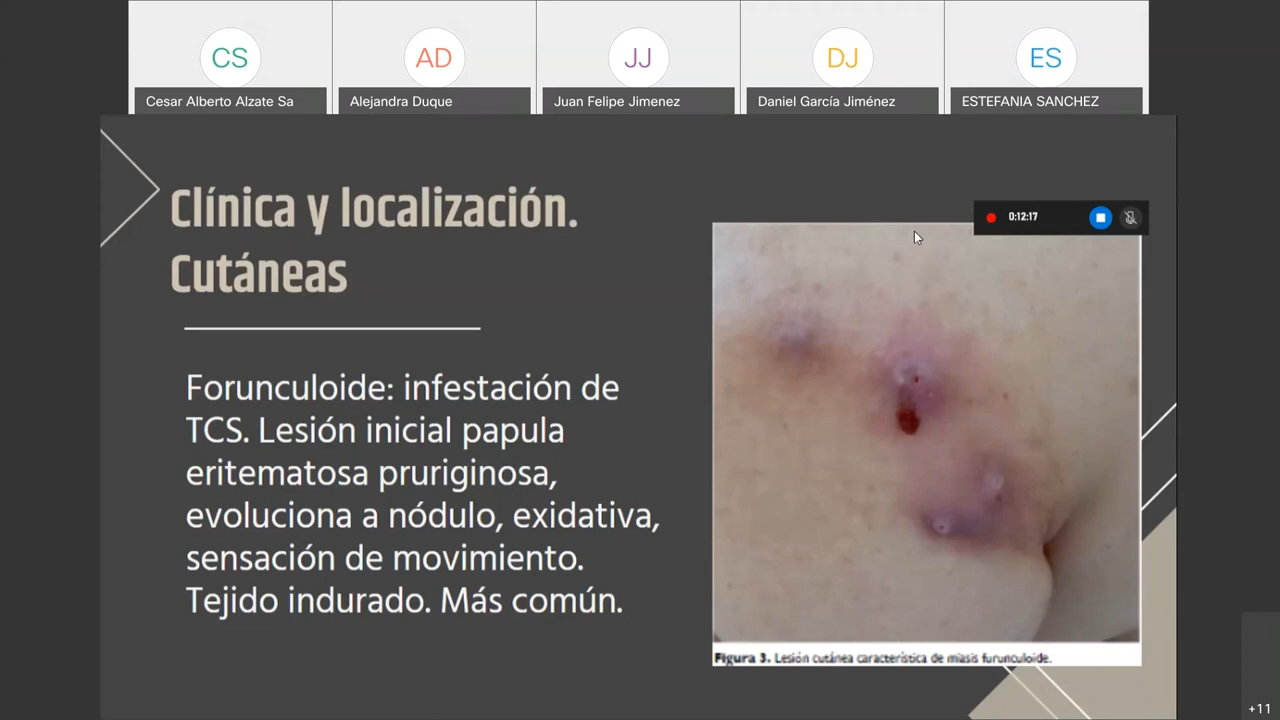 CS
AD
JJ
DJ
ES
Cesar Alberto Alzate Sa
Alejandra Duque
Juan Felipe Jimenez
Daniel García Jiménez
ESTEFANIA SANCHEZ
Clínica y localización.
Cutáneas
0:12:17
Forunculoide: infestación de
TCS. Lesión inicial papula
eritematosa pruriginosa,
evoluciona a nódulo, exidativa,
sensación de movimiento.
Tejido indurado. Más común.
Figura 3. Lesión cutánea característica de miasis furunculoide.
+11